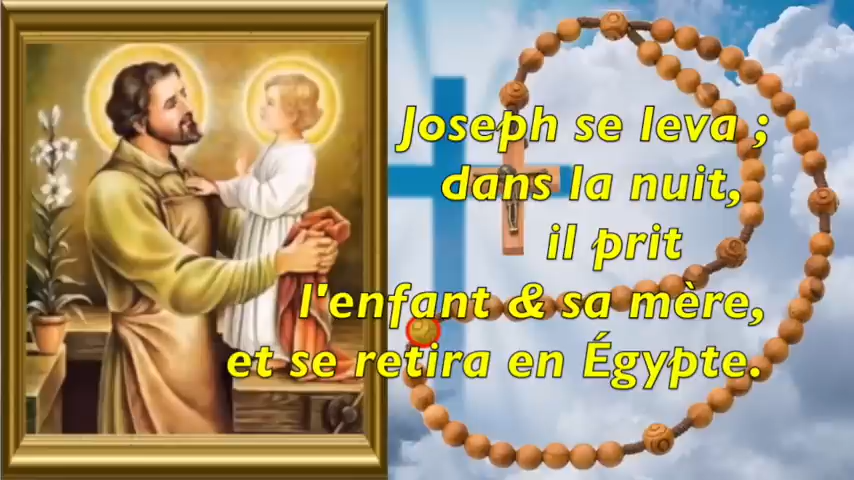 Joseph se leva ;
dans la nuit,
il prit
l'enfant & sa mère,
et se retira en Égypte.